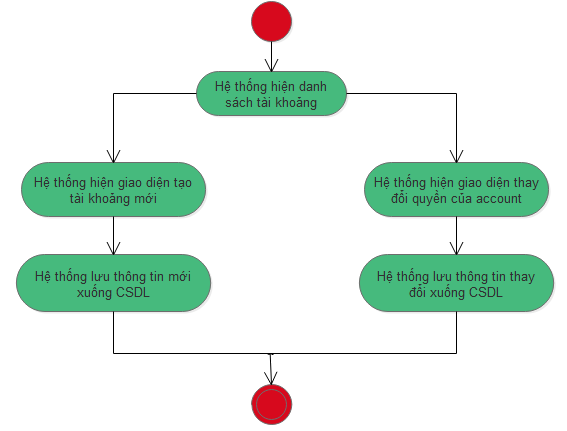 Hệ thống hiện danh
sách tài khoảng
Hệ thống hiện giao diện tạo
tài khoảng mới
Hệ thống hiện giao diện thay
đổi quyền của account
Hệ thống lưu thông tin mới
xuống CSDL
Hệ thống lưu thông tin thay
đổi xuống CSDL